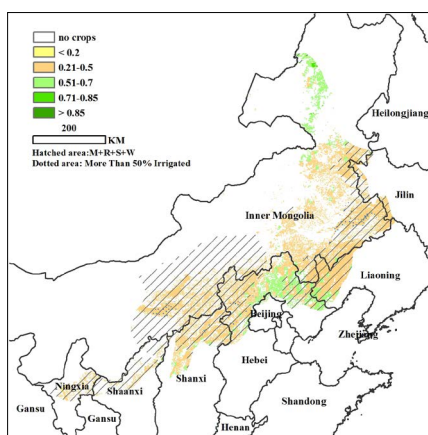 no crops
< 0.2
0.21-0.5
0.51-0.7
0.71-0.85
> 0.85
200
KM
Hatched area:M+R+S+W
Dotted area: More Than 50% Irrigated
Heilongjiang
Jilin
Inner Mongolia
Liaoning
Beijing
Zhejiang
Hebei
Ningxia
Shaanxi
Shanxi
Gansu
Gansu
Shandong
Henan